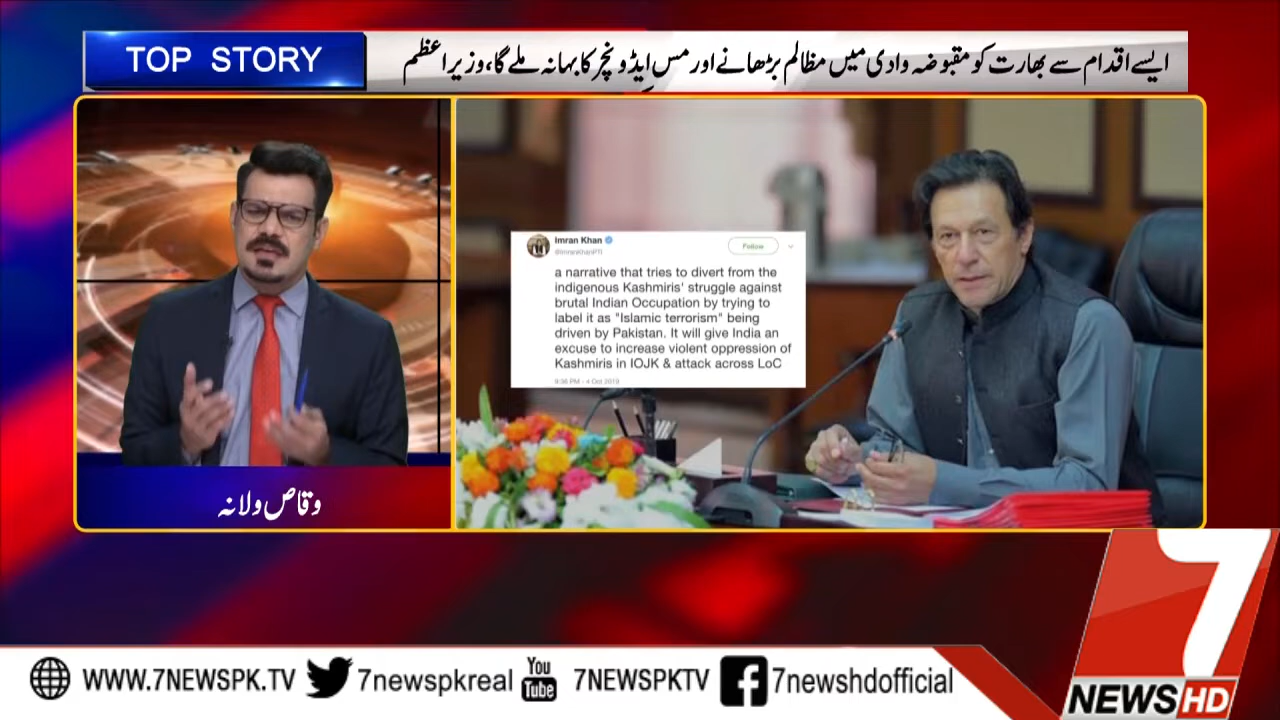 TOP STORY
ایسے اقدام سے بھارت کو مقبوضہ وادی میں مظالم بڑھانے اور مس ایڈونچر کا بہانہ ملے گا، وزیراعظم
Imran Khan
@ImranKhanPTI
Follow
a narrative that tries to divert from the
indigenous Kashmiris' struggle against
brutal Indian Occupation by trying to
label it as "Islamic terrorism" being
driven by Pakistan. It will give India an
excuse to increase violent oppression of
Kashmiris in IOJK & attack across LoC
8:36 PM - 4 Oct 2019
وقاص ولانہ
7
NEWS HD
WWW.7NEWSPK.TV
7newspkreal
You
Tube
7NEWSPKTV
7newshdofficial